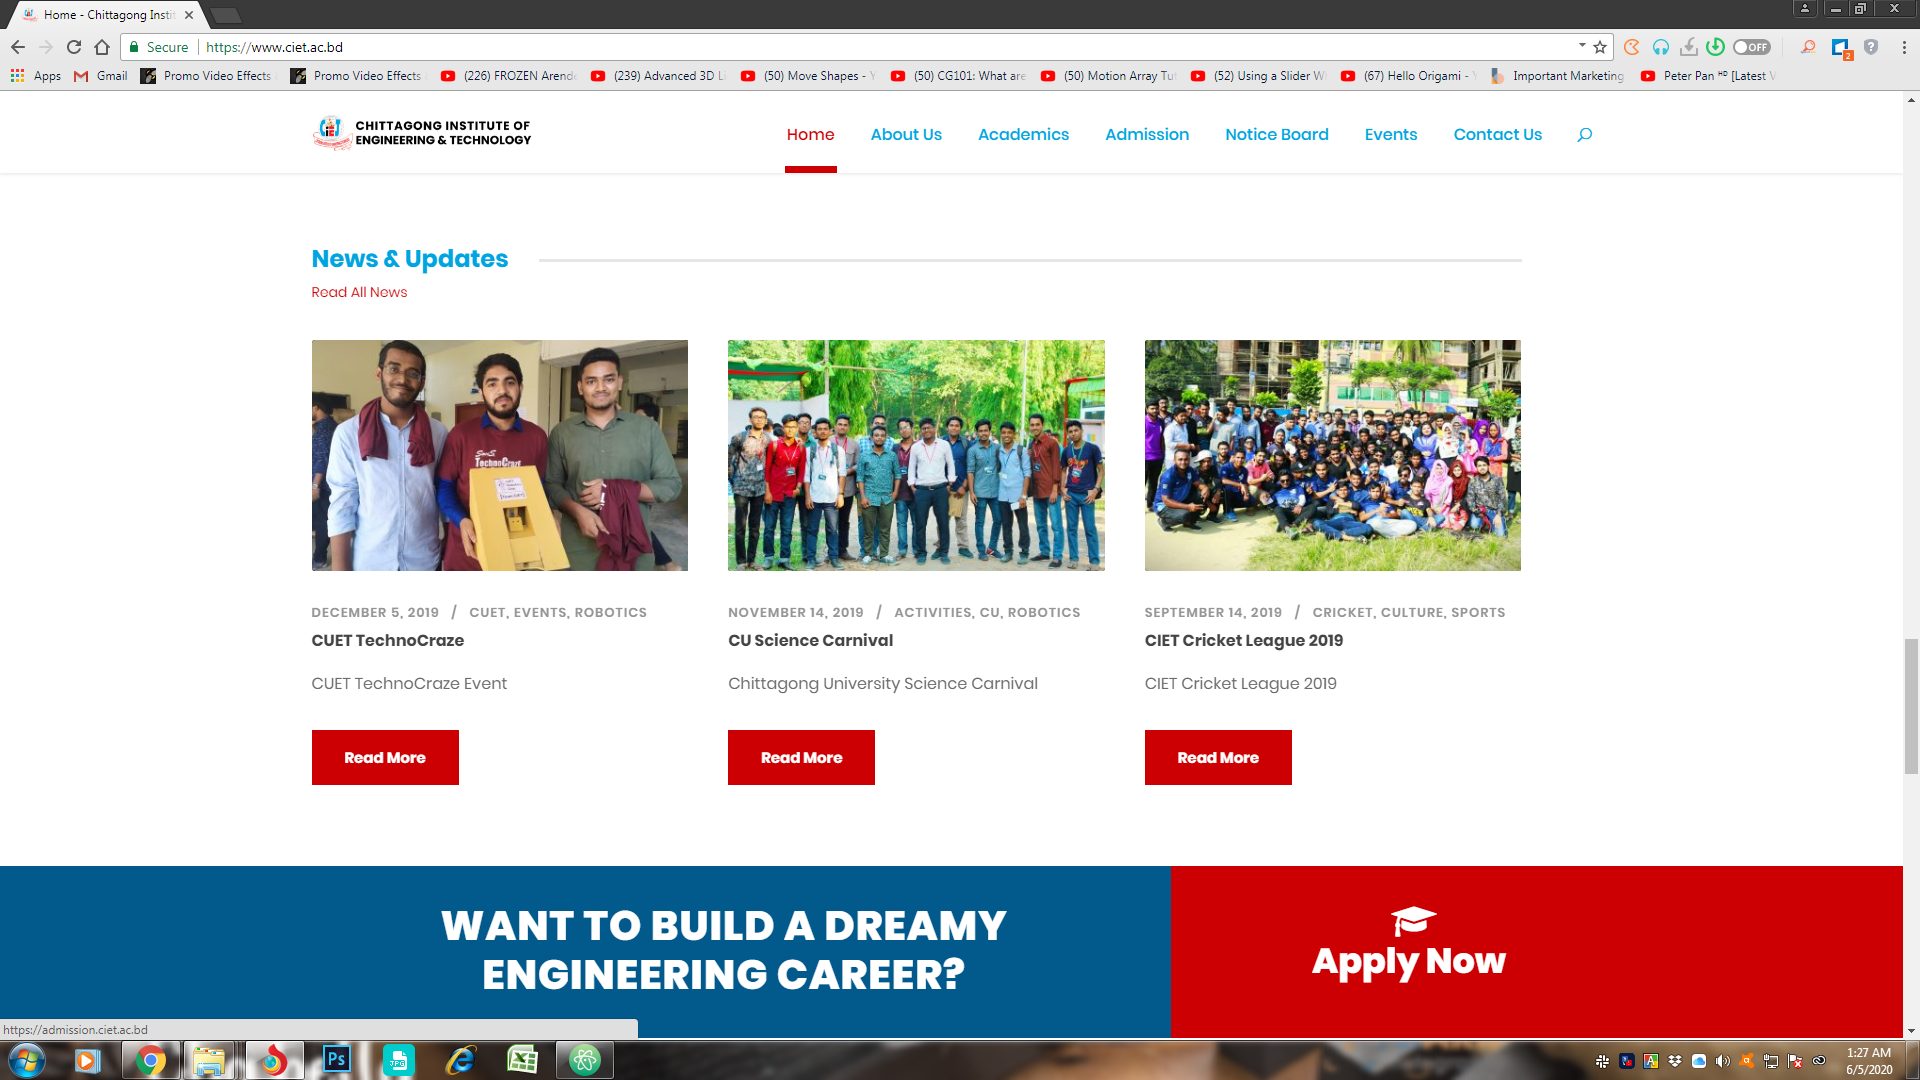 Home - Chittagong Insti
Secure
https://www.ciet.ac.bd
OFF
2
Apps
Gmail
Promo Video Effects
Promo Video Effects
(226) FROZEN Arend
(239) Advanced 3D Li
(50) Move Shapes - Y
(50) CG101: What are
(50) Motion Array Tut
(52) Using a Slider W
(67) Hello Origami - Y
Important Marketing
Peter Pan ᴴᴰ [Latest V
CHITTAGONG INSTITUTE OF
ENGINEERING & TECHNOLOGY
Home
About Us
Academics
Admission
Notice Board
Events
Contact Us
News & Updates
Read All News
TechnoCraze
DECEMBER 5, 2019 / CUET, EVENTS, ROBOTICS
CUET TechnoCraze
CUET TechnoCraze Event
Read More
NOVEMBER 14, 2019 / ACTIVITIES, CU, ROBOTICS
CU Science Carnival
Chittagong University Science Carnival
Read More
SEPTEMBER 14, 2019 / CRICKET, CULTURE, SPORTS
CIET Cricket League 2019
CIET Cricket League 2019
Read More
WANT TO BUILD A DREAMY
ENGINEERING CAREER?
Apply Now
https://admission.ciet.ac.bd
Ps
JPG
1:27 AM
6/5/2020